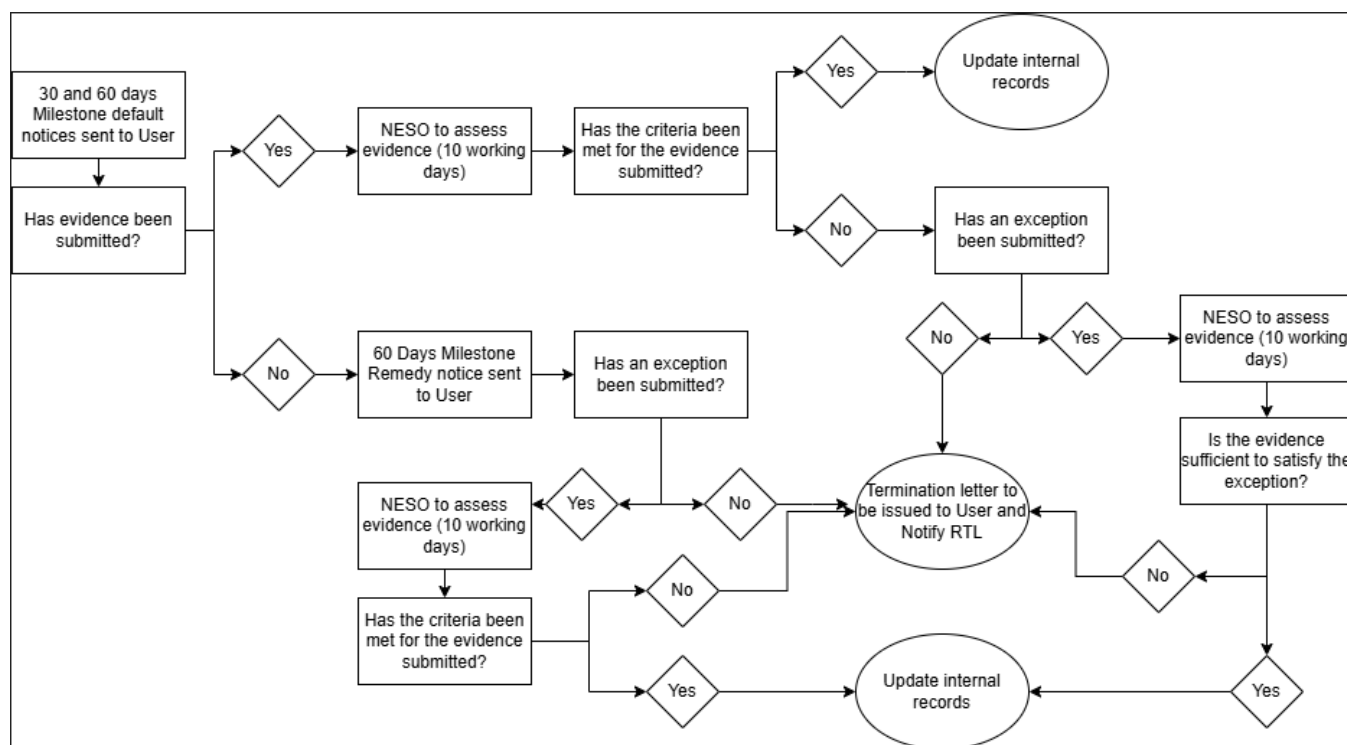 30 and 60 days
Milestone default
notices sent to User
Has evidence been
submitted?
Yes
NESO to assess
evidence (10 working
days)
Has the criteria been
met for the evidence
submitted?
Yes
Update internal
records
No
Has an exception
been submitted?
No
Yes
NESO to assess
evidence (10 working
days)
Is the evidence
sufficient to satisfy the
exception?
No
Yes
No
60 Days Milestone
Remedy notice sent
to User
Has an exception
been submitted?
Yes
No
Termination letter to
be issued to User and
Notify RTL
NESO to assess
evidence (10 working
days)
Has the criteria been
met for the evidence
submitted?
No
Yes
Update internal
records